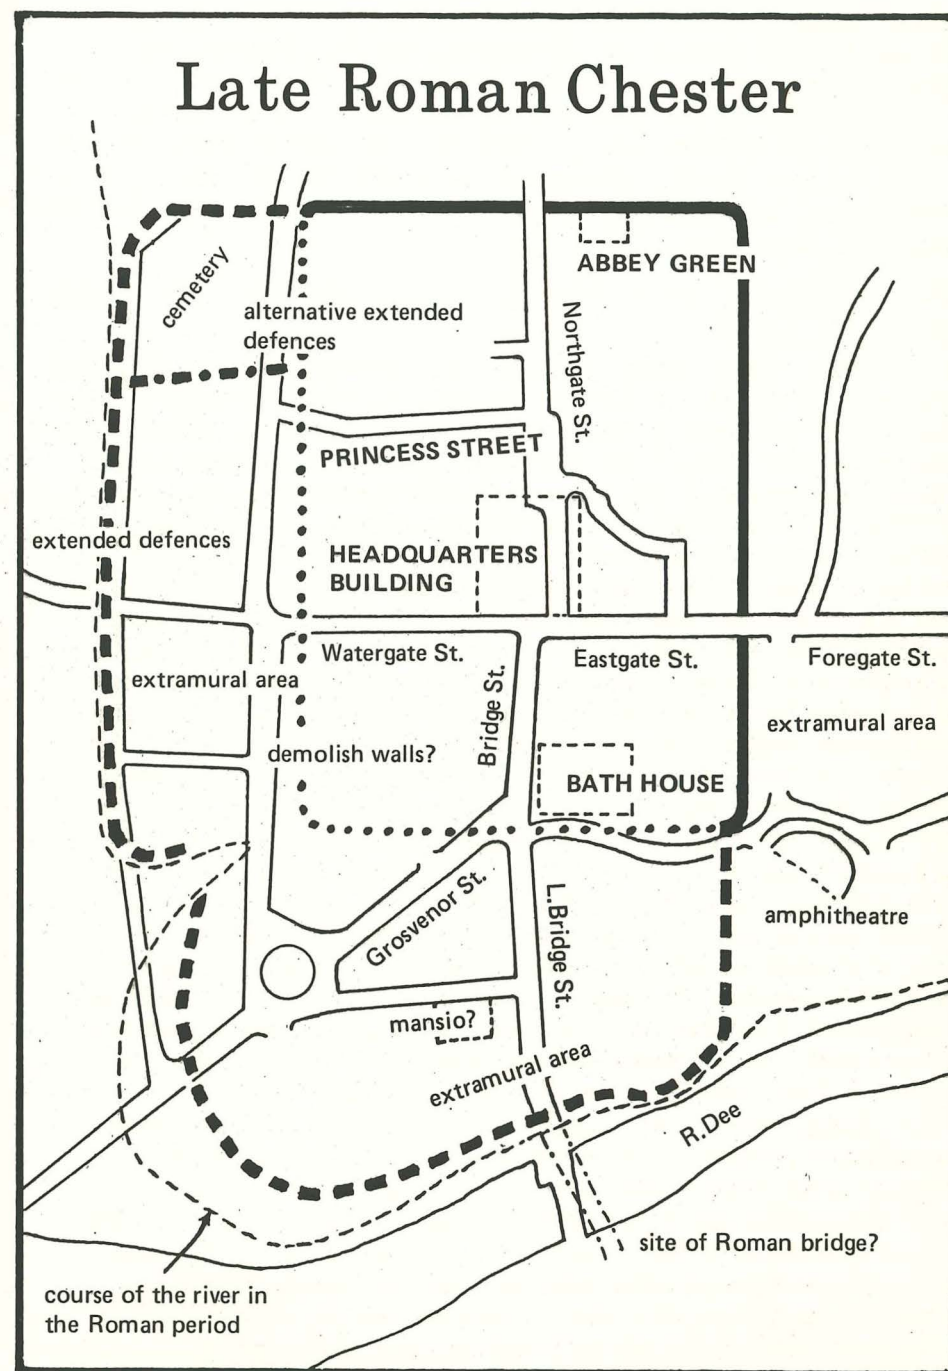 Late Roman Chester
ABBEY GREEN
cemetery
alternative extended
defences
Northgate St.
PRINCESS STREET
extended defences
HEADQUARTERS
BUILDING
Watergate St.
Eastgate St.
Foregate St.
extramural area
Bridge St.
extramural area
demolish walls?
BATH HOUSE
Grosvenor St.
L.Bridge St.
amphitheatre
mansio?
extramural area
R.Dee
site of Roman bridge?
course of the river in
the Roman period